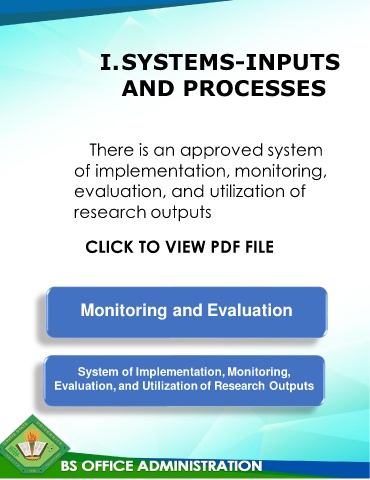 I. SYSTEMS-INPUTS
AND PROCESSES
There is an approved system
of implementation, monitoring,
evaluation, and utilization of
research outputs
CLICK TO VIEW PDF FILE
Monitoring and Evaluation
System of Implementation, Monitoring,
Evaluation, and Utilization of Research Outputs
BS OFFICE ADMINISTRATION